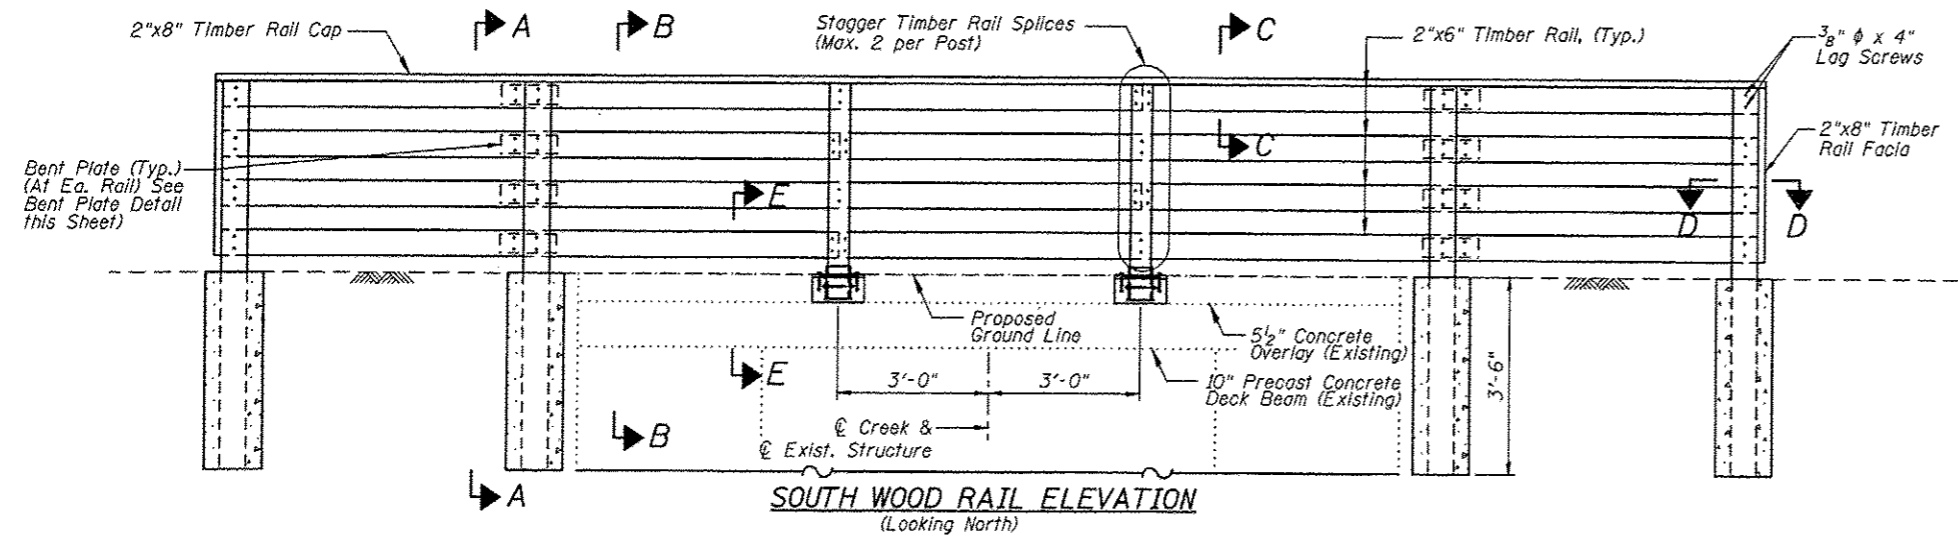 2"x8" Timber Rail Cap
A
B
Stagger Timber Rail Splices
(Max. 2 per Post)
C
2"x6" Timber Rail, (Typ.)
3/8" ϕ x 4"
Lag Screws
C
2"x8" Timber
Rail Facia
Bent Plate (Typ.)
(At Ea. Rail) See
Bent Plate Detail
this Sheet)
E
D
D
Proposed
Ground Line
5½" Concrete
Overlay (Existing)
E
3'-0"
3'-0"
10" Precast Concrete
Deck Beam (Existing)
3'-6"
B
℄ Creek &
℄ Exist. Structure
A
SOUTH WOOD RAIL ELEVATION
(Looking North)